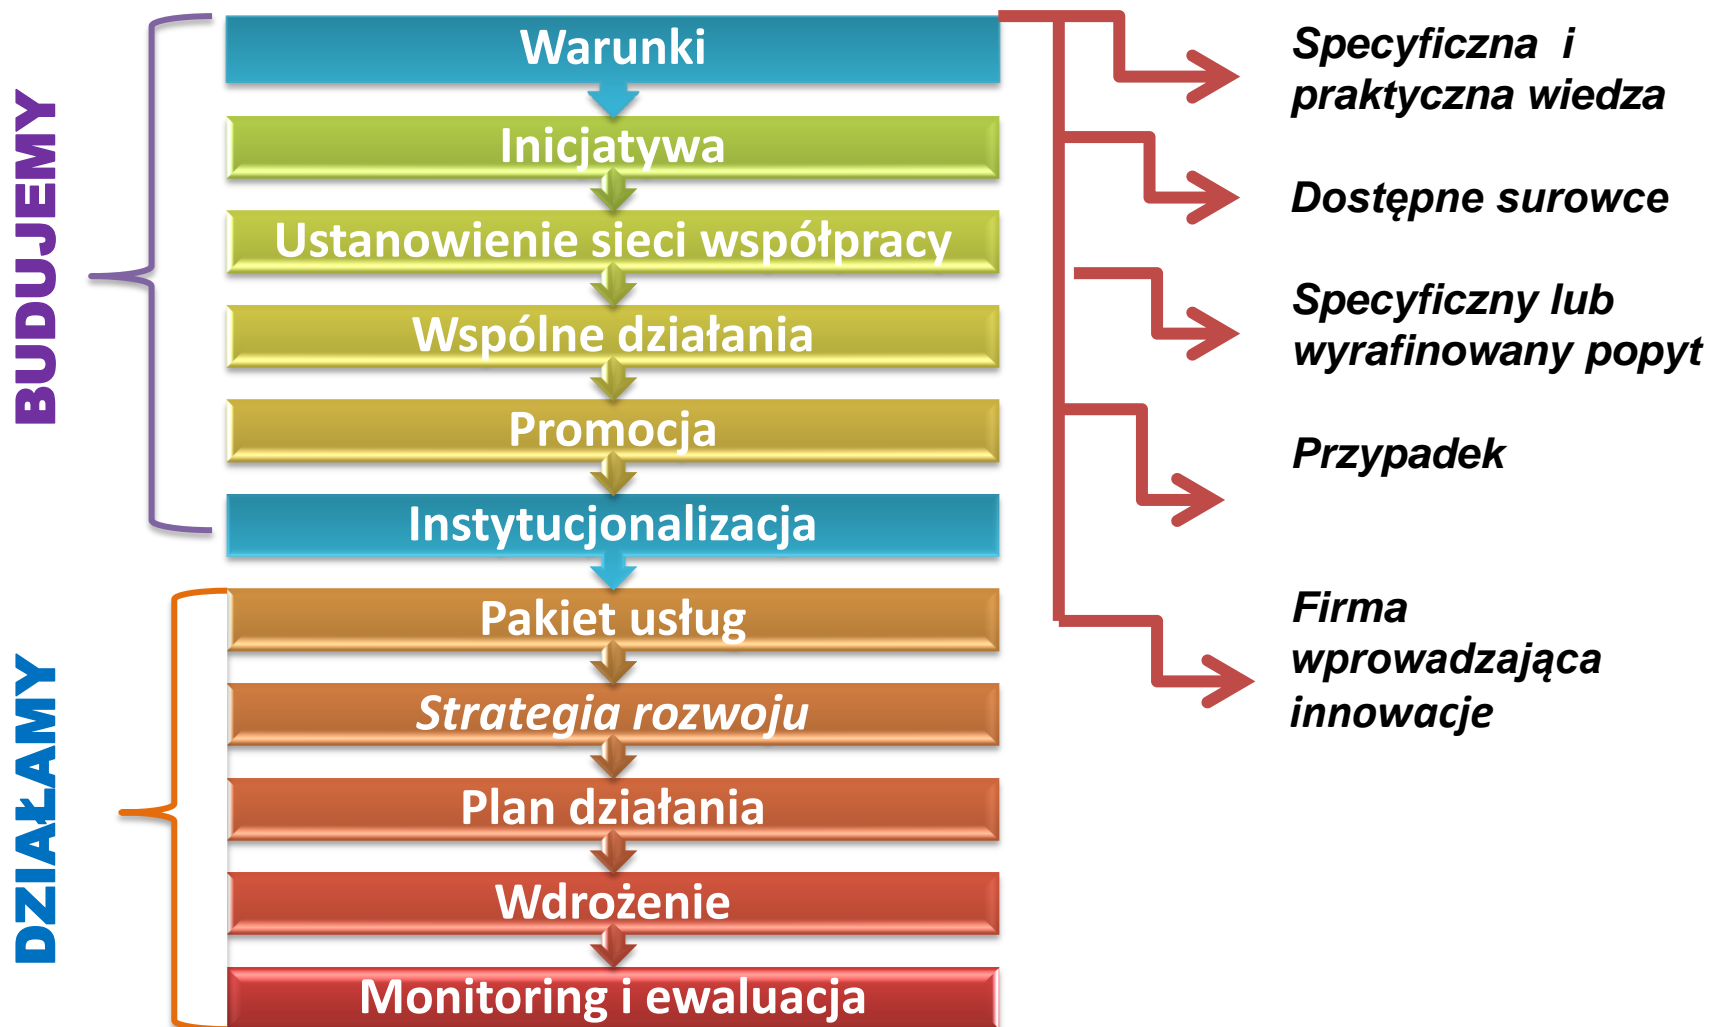 BUDUJEMY
Warunki
Inicjatywa
Ustanowienie sieci współpracy
Wspólne działania
Promocja
Instytucjonalizacja
DZIAŁAMY
Pakiet usług
Strategia rozwoju
Plan działania
Wdrożenie
Monitoring i ewaluacja
Specyficzna i
praktyczna wiedza
Dostępne surowce
Specyficzny lub
wyrafinowany popyt
Przypadek
Firma
wprowadzająca
innowacje